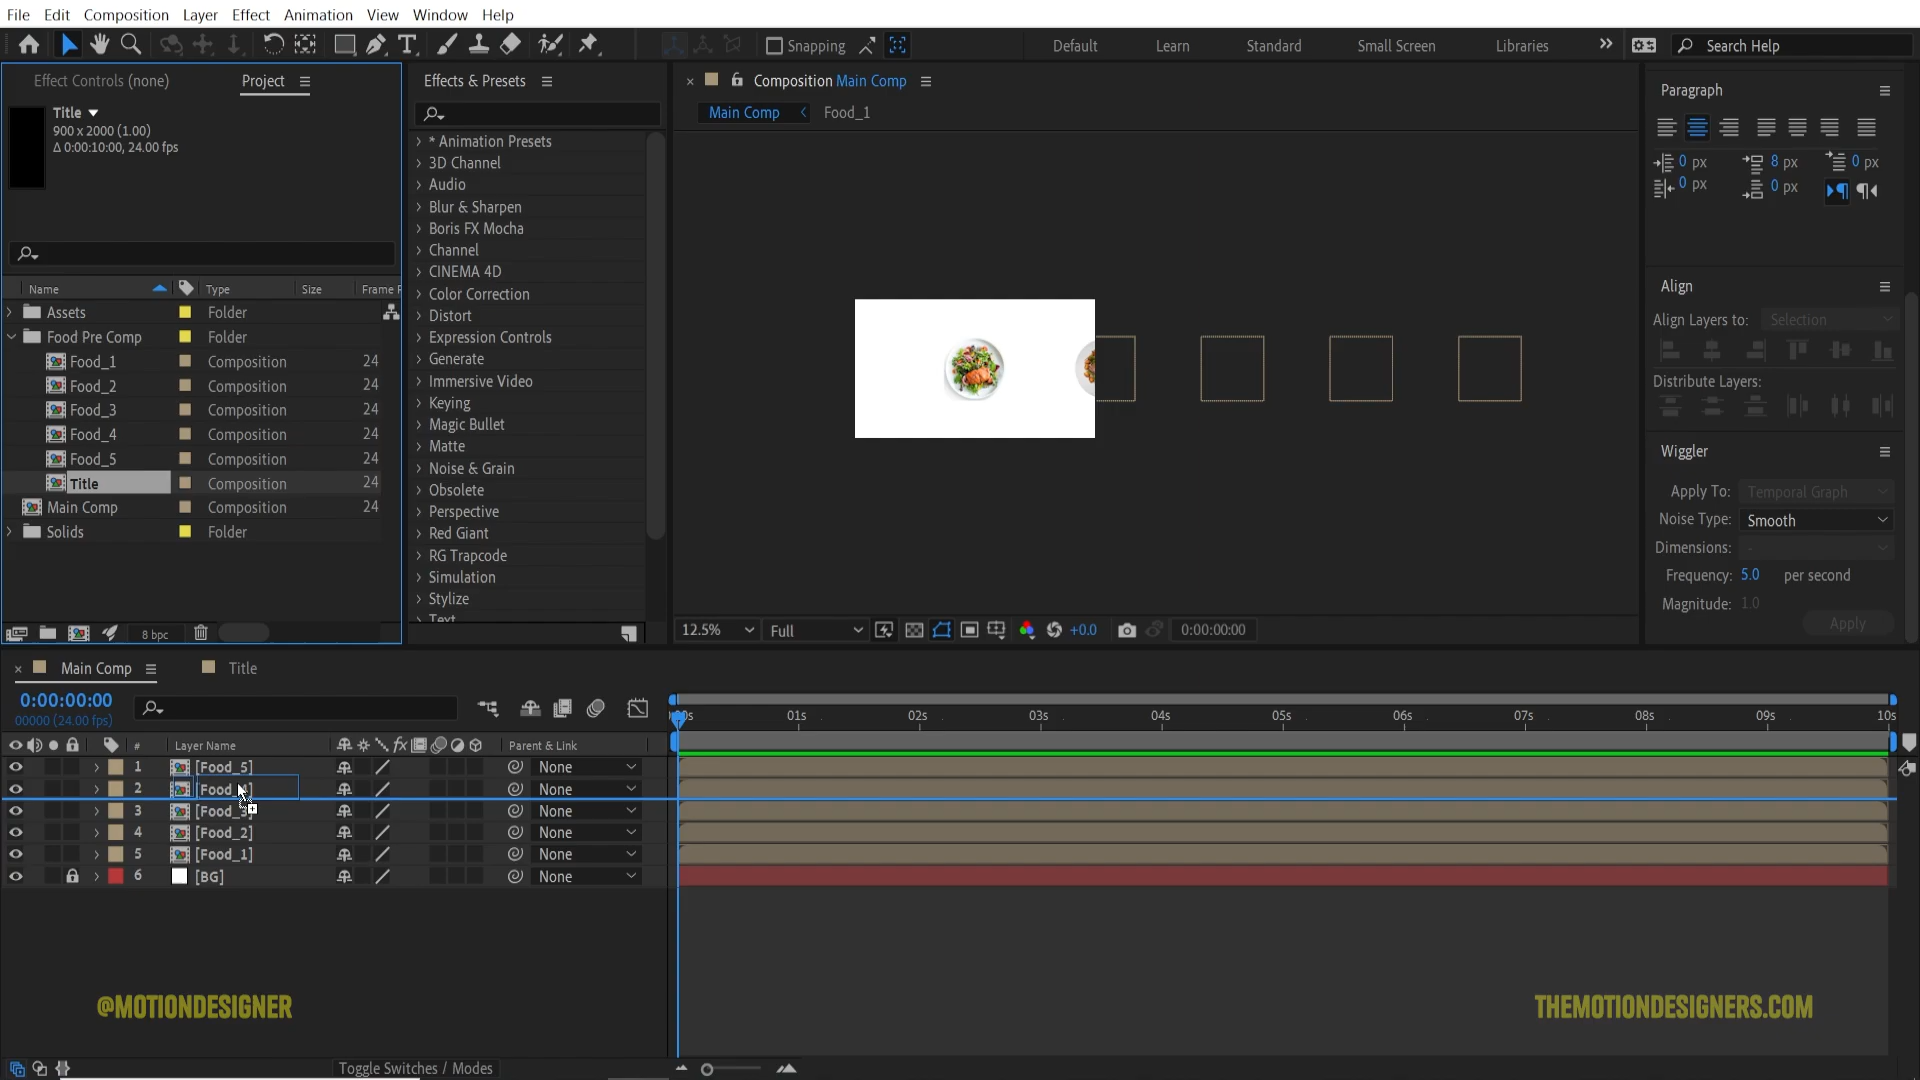 File Edit Composition Layer Effect Animation View Window Help
Snapping
Default Learn Standard Small Screen Libraries
Search Help
Effect Controls (none) Project
Title
900 x 2000 (1.00)
Δ 0:00:10:00, 24.00 fps
Name Type Size Frame R
Assets Folder
Food Pre Comp Folder
Food_1 Composition 24
Food_2 Composition 24
Food_3 Composition 24
Food_4 Composition 24
Food_5 Composition 24
Title Composition 24
Main Comp Composition 24
Solids Folder
8 bpc
Effects & Presets
* Animation Presets
3D Channel
Audio
Blur & Sharpen
Boris FX Mocha
Channel
CINEMA 4D
Color Correction
Distort
Expression Controls
Generate
Immersive Video
Keying
Magic Bullet
Matte
Noise & Grain
Obsolete
Perspective
Red Giant
RG Trapcode
Simulation
Stylize
Text
Composition Main Comp
Main Comp Food_1
12.5% Full +0.0 0:00:00:00
Paragraph
0 px 8 px 0 px
0 px 0 px
Align
Align Layers to: Selection
Distribute Layers:
Wiggler
Apply To: Temporal Graph
Noise Type: Smooth
Dimensions: -
Frequency: 5.0 per second
Magnitude: 1.0
Apply
Main Comp Title
0:00:00:00
00000 (24.00 fps)
01s 02s 03s 04s 05s 06s 07s 08s 09s 10s
# Layer Name Parent & Link
1 [Food_5] None
2 [Food_4] None
3 [Food_3] None
4 [Food_2] None
5 [Food_1] None
6 [BG] None
@MOTIONDESIGNER
THEMOTIONDESIGNERS.COM
Toggle Switches / Modes